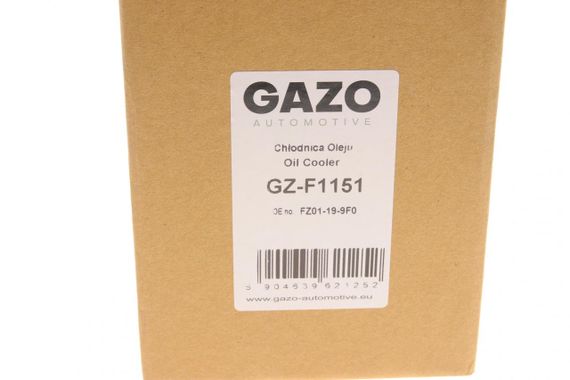 GAZO
AUTOMOTIVE
Chłodnica Oleju
Oil Cooler
GZ-F1151
OE no. FZ01-19-9F0
5 904639 621252
www.gazo-automotive.eu